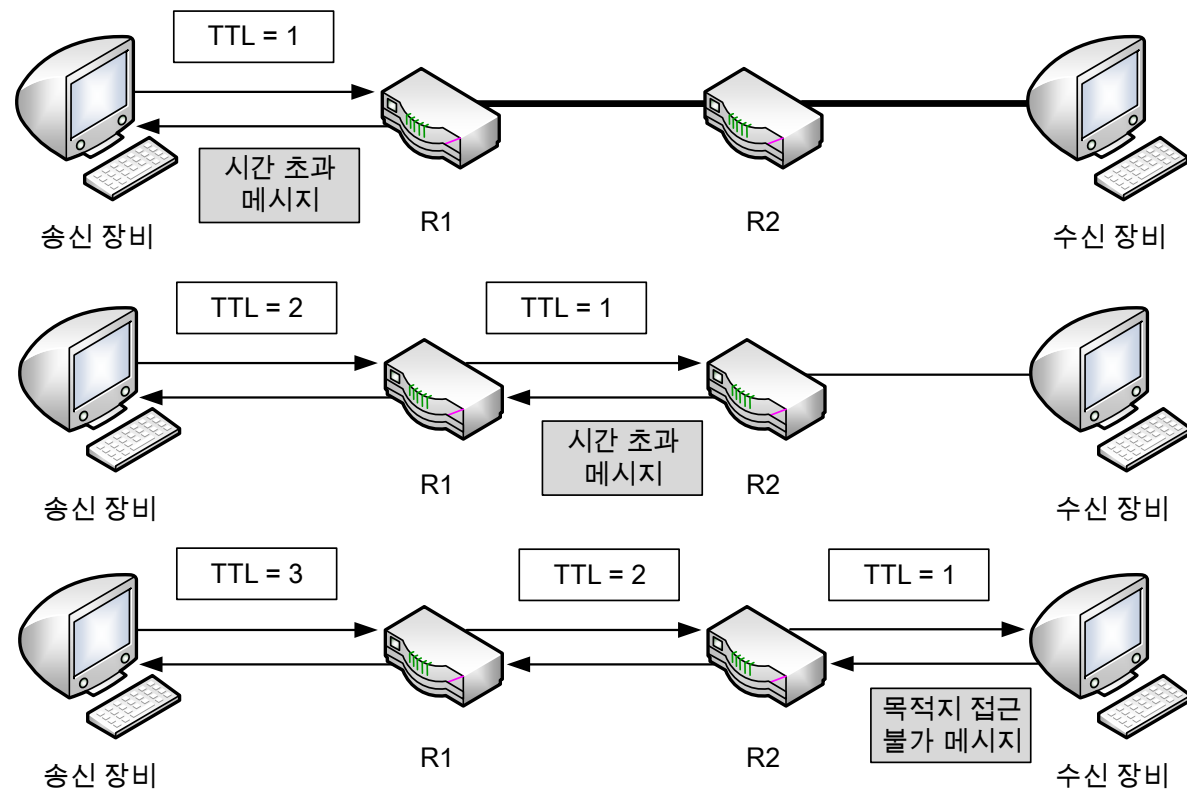 TTL = 1
시간 초과
메시지
송신 장비
R1
R2
수신 장비
TTL = 2
TTL = 1
시간 초과
메시지
송신 장비
R1
R2
수신 장비
TTL = 3
TTL = 2
TTL = 1
목적지 접근
불가 메시지
송신 장비
R1
R2
수신 장비